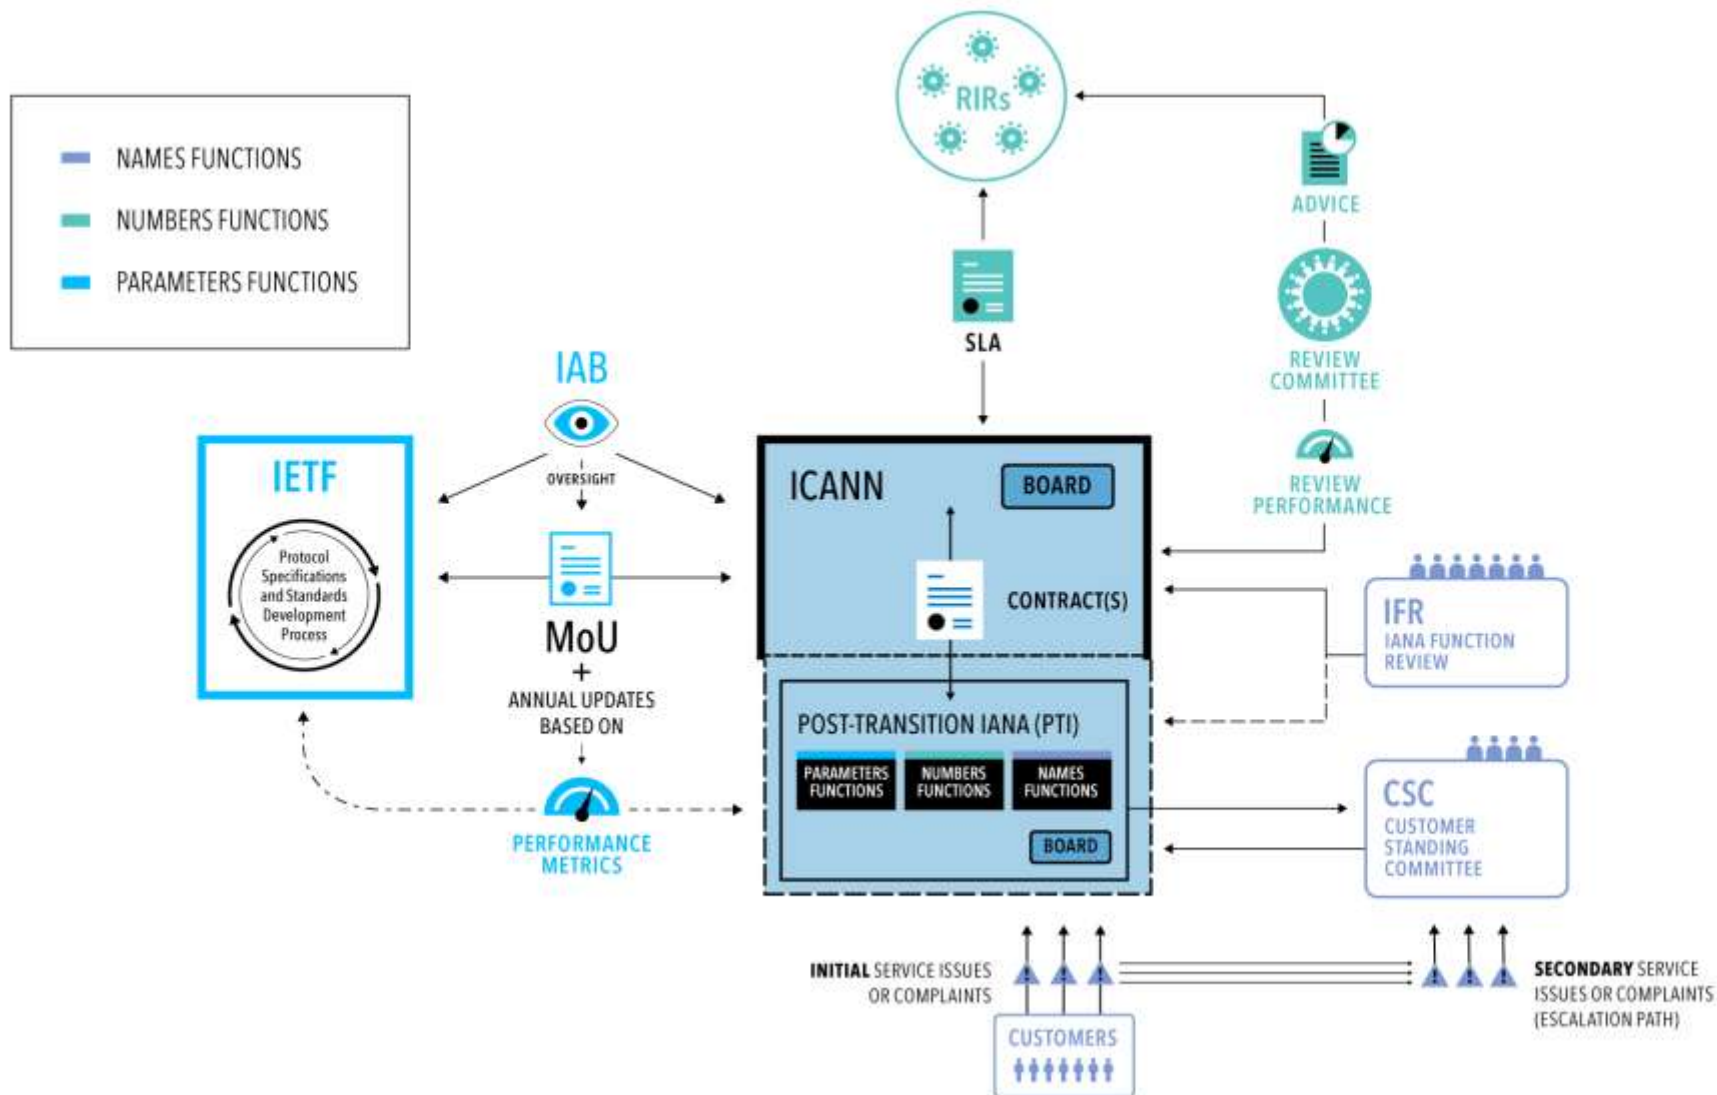 NAMES FUNCTIONS
NUMBERS FUNCTIONS
PARAMETERS FUNCTIONS
RIRs
ADVICE
SLA
REVIEW
COMMITTEE
REVIEW
PERFORMANCE
IAB
OVERSIGHT
IETF
Protocol
Specifications
and Standards
Development
Process
MoU
+
ANNUAL UPDATES
BASED ON
PERFORMANCE
METRICS
ICANN
BOARD
CONTRACT(S)
POST-TRANSITION IANA (PTI)
PARAMETERS
FUNCTIONS
NUMBERS
FUNCTIONS
NAMES
FUNCTIONS
BOARD
IFR
IANA FUNCTION
REVIEW
CSC
CUSTOMER
STANDING
COMMITTEE
INITIAL SERVICE ISSUES
OR COMPLAINTS
SECONDARY SERVICE
ISSUES OR COMPLAINTS
(ESCALATION PATH)
CUSTOMERS